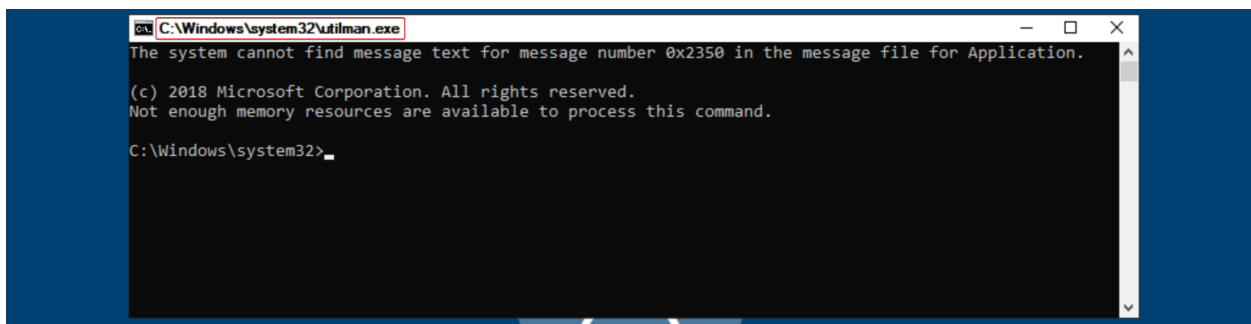 C:\Windows\system32\utilman.exe
The system cannot find message text for message number 0x2350 in the message file for Application.
(c) 2018 Microsoft Corporation. All rights reserved.
Not enough memory resources are available to process this command.
C:\Windows\system32>